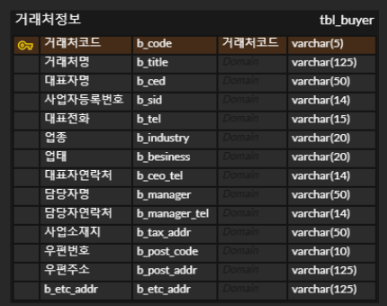 거래처정보 tbl_buyer
거래처코드 b_code 거래처코드 varchar(5)
거래처명 b_title Domain varchar(125)
대표자명 b_ced Domain varchar(50)
사업자등록번호 b_sid Domain varchar(14)
대표전화 b_tel Domain varchar(15)
업종 b_industry Domain varchar(20)
업태 b_besiness Domain varchar(20)
대표자연락처 b_ceo_tel Domain varchar(14)
담당자명 b_manager Domain varchar(50)
담당자연락처 b_manager_tel Domain varchar(14)
사업소재지 b_tax_addr Domain varchar(50)
우편번호 b_post_code Domain varchar(10)
우편주소 b_post_addr Domain varchar(125)
b_etc_addr b_etc_addr Domain varchar(125)